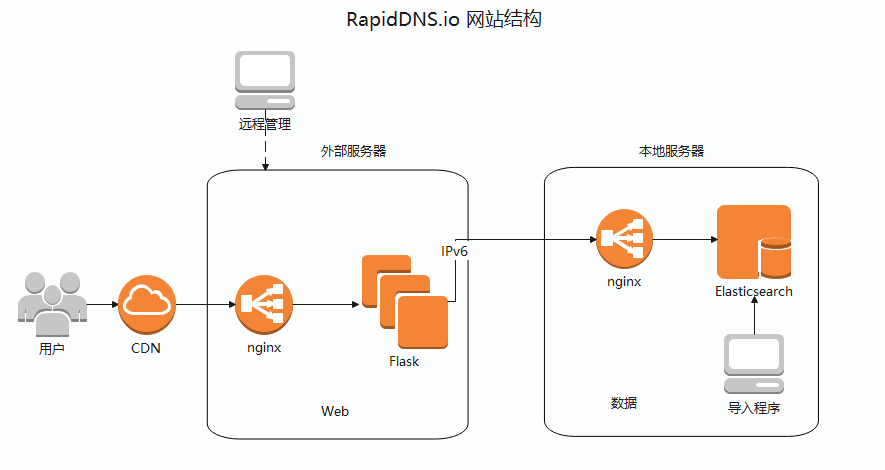 RapidDNS.io 网站结构
远程管理
外部服务器
本地服务器
IPv6
nginx
Elasticsearch
用户
CDN
nginx
Flask
Web
数据
导入程序